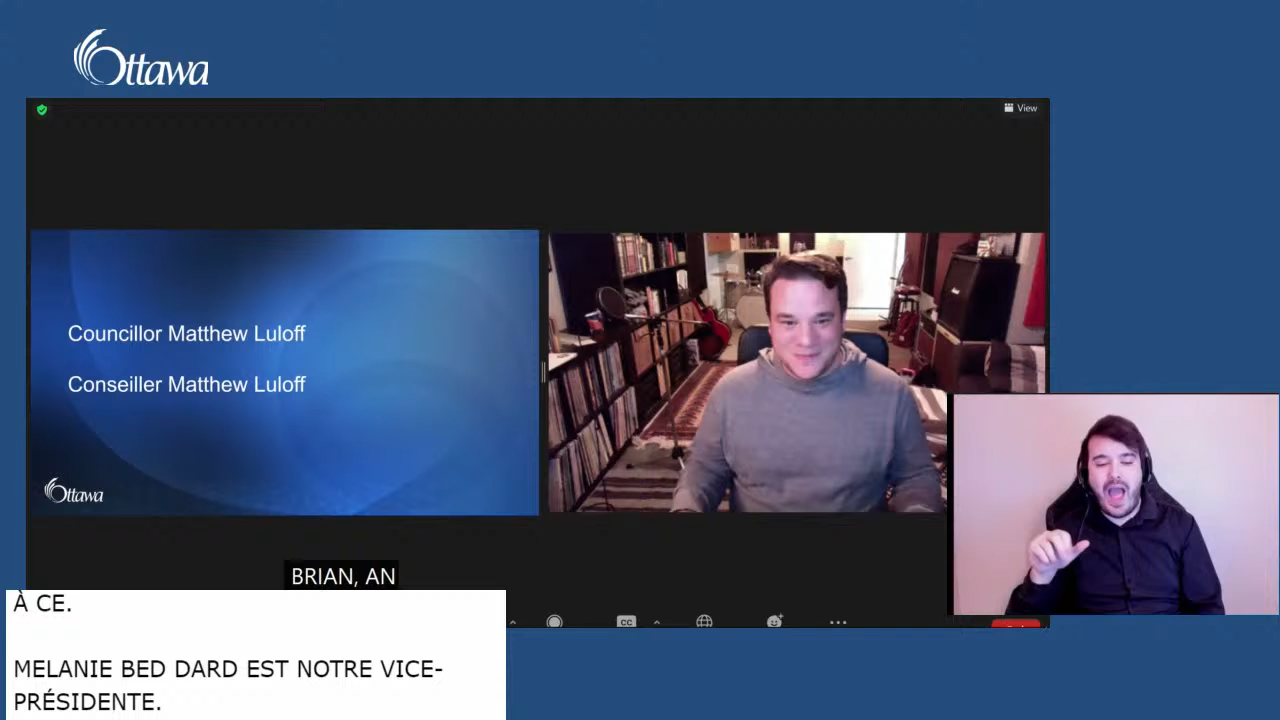 Ottawa
View
Councillor Matthew Luloff
Conseiller Matthew Luloff
Ottawa
BRIAN, AN
À CE.
MELANIE BED DARD EST NOTRE VICE-
PRÉSIDENTE.
CC